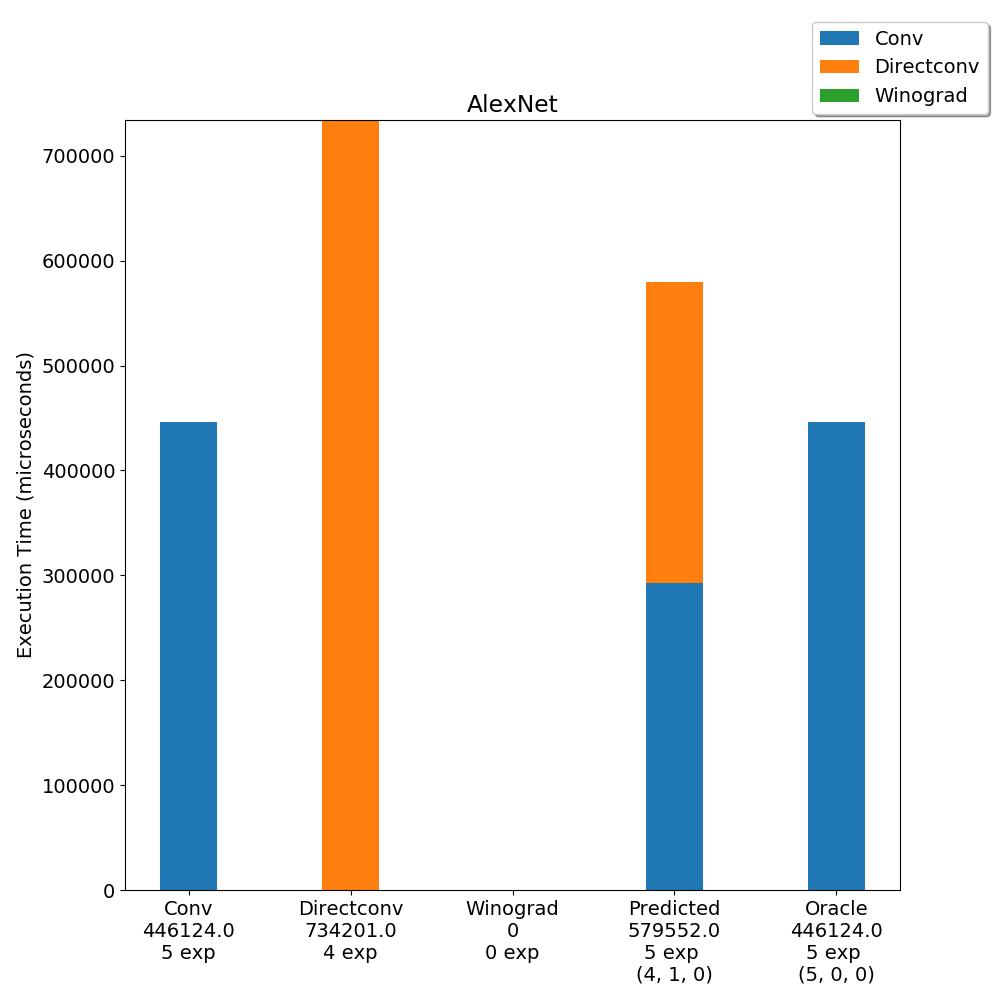 Conv
Directconv
Winograd
AlexNet
Execution Time (microseconds)
700000
600000
500000
400000
300000
200000
100000
0
Conv
446124.0
5 exp
Directconv
734201.0
4 exp
Winograd
0
0 exp
Predicted
579552.0
5 exp
(4, 1, 0)
Oracle
446124.0
5 exp
(5, 0, 0)